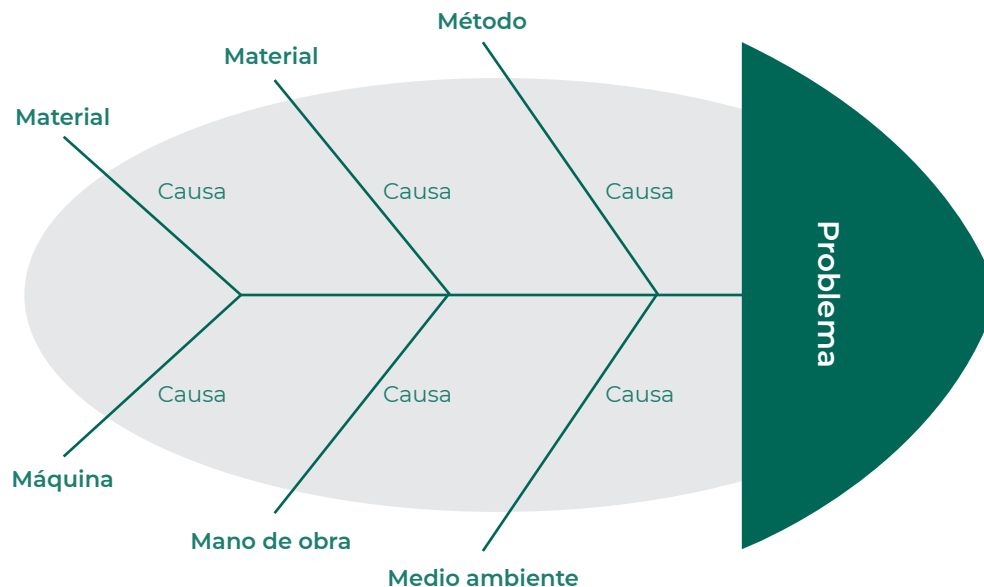 Método
Material
Material
Causa
Causa
Causa
Problema
Causa
Causa
Causa
Máquina
Mano de obra
Medio ambiente